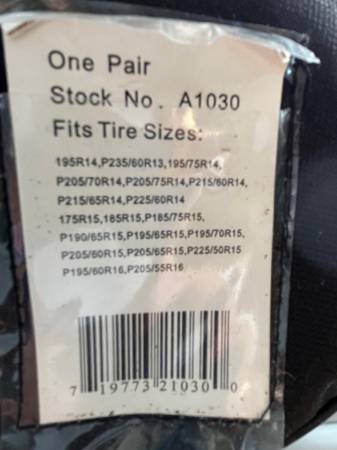 One Pair
Stock No. A1030
Fits Tire Sizes:
195R14,P235/60R13,195/75R14,
P205/70R14,P205/75R14,P215/60R14,
P215/65R14,P225/60R14
175R15,165R15,P185/75R15,
P190/65R15,P195/65R15,P195/70R15,
P205/60R15,P205/65R15,P225/50R15
P195/60R16,P205/55R16
7 19773 21030 0